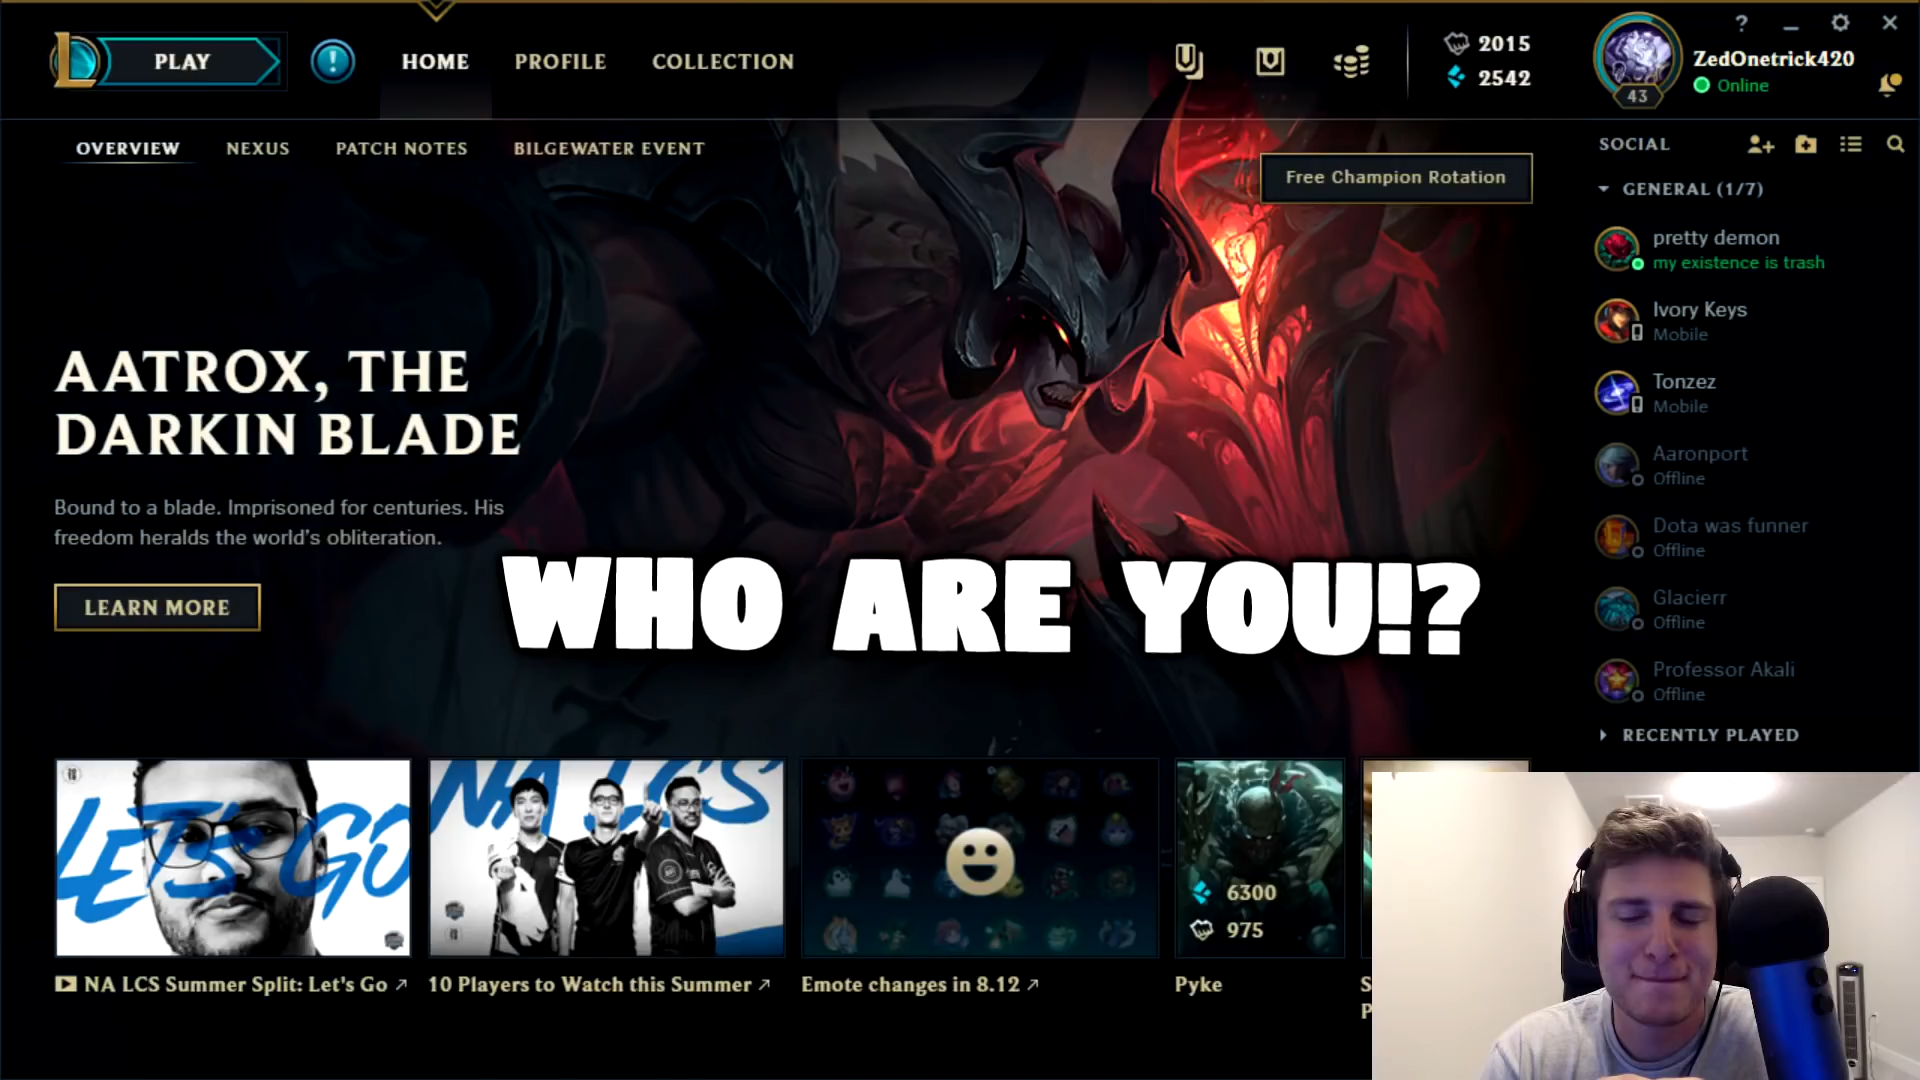 PLAY
HOME
PROFILE
COLLECTION
2015
2542
43
ZedOnetrick420
Online
OVERVIEW
NEXUS
PATCH NOTES
BILGEWATER EVENT
Free Champion Rotation
SOCIAL
GENERAL (1/7)
pretty demon
my existence is trash
Ivory Keys
Mobile
Tonzez
Mobile
Aaronport
Offline
Dota was funner
Offline
Glacierr
Offline
Professor Akali
Offline
RECENTLY PLAYED
AATROX, THE
DARKIN BLADE
Bound to a blade. Imprisoned for centuries. His
freedom heralds the world's obliteration.
LEARN MORE
WHO ARE YOU!?
LET'S GO
NA LCS
6300
975
NA LCS Summer Split: Let's Go
10 Players to Watch this Summer
Emote changes in 8.12
Pyke
S
P